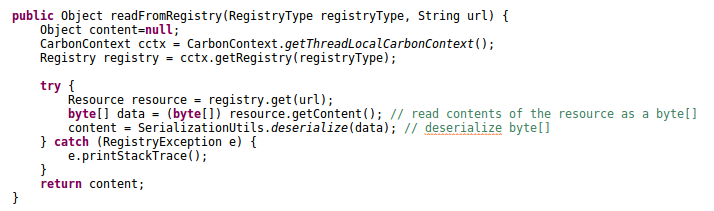 public Object readFromRegistry(RegistryType registryType, String url) {
    Object content=null;
    CarbonContext cctx = CarbonContext.getThreadLocalCarbonContext();
    Registry registry = cctx.getRegistry(registryType);

    try {
        Resource resource = registry.get(url);
        byte[] data = (byte[]) resource.getContent(); // read contents of the resource as a byte[]
        content = SerializationUtils.deserialize(data); // deserialize byte[]
    } catch (RegistryException e) {
        e.printStackTrace();
    }
    return content;
}